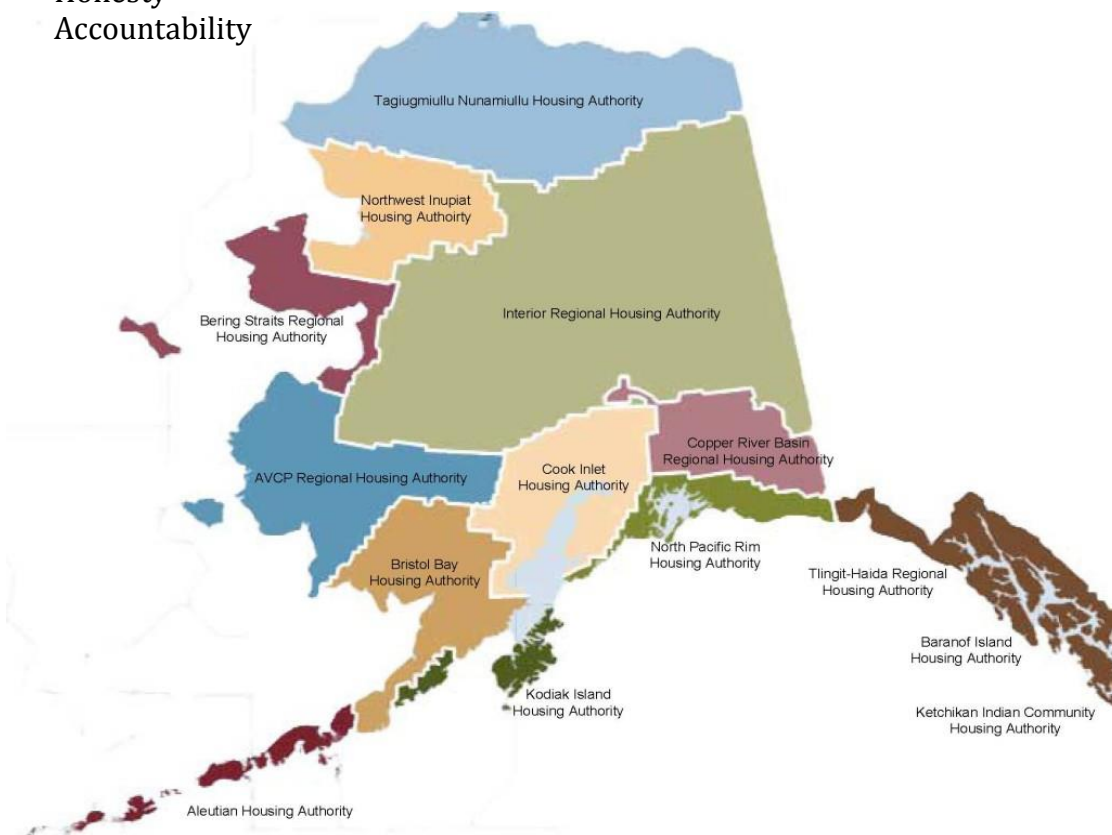 Accountability
Tagiugmiullu Nunamiullu Housing Authority
Northwest Inupiat
Housing Authoirty
Interior Regional Housing Authority
Bering Straits Regional
Housing Authority
Copper River Basin
Regional Housing Authority
Cook Inlet
Housing Authority
AVCP Regional Housing Authority
North Pacific Rim
Housing Authority
Bristol Bay
Housing Authority
Tlingit-Haida Regional
Housing Authority
Baranof Island
Housing Authority
Kodiak Island
Housing Authority
Ketchikan Indian Community
Housing Authority
Aleutian Housing Authority